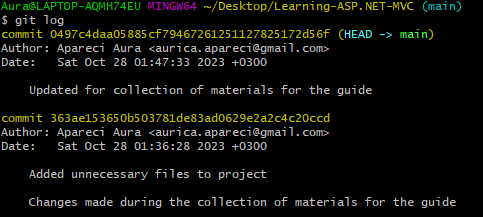 Aura@LAPTOP-AQMH74EU MINGW64 ~/Desktop/Learning-ASP.NET-MVC (main)
$ git log
commit 0497c4daa05885cf79467261251127825172d56f (HEAD -> main)
Author: Apareci Aura <aurica.apareci@gmail.com>
Date:   Sat Oct 28 01:47:33 2023 +0300
Updated for collection of materials for the guide
commit 363ae153650b503781de83ad0629e2a2c4c20ccd
Author: Apareci Aura <aurica.apareci@gmail.com>
Date:   Sat Oct 28 01:36:28 2023 +0300
Added unnecessary files to project
Changes made during the collection of materials for the guide